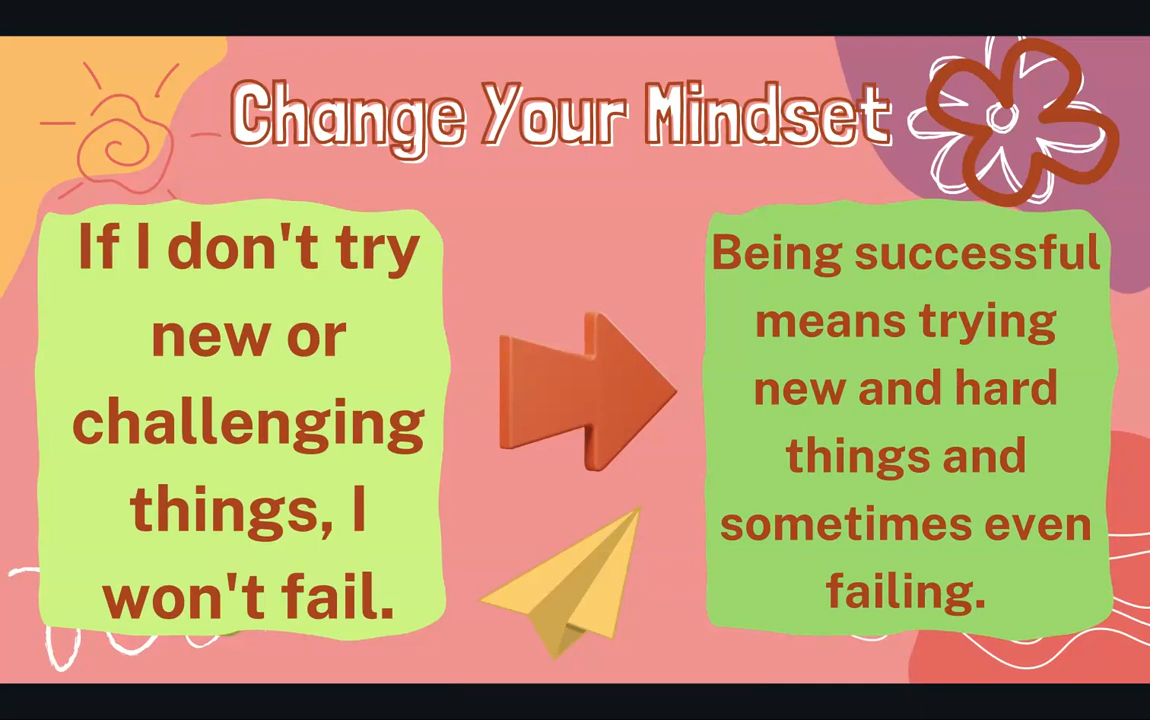 Change Your Mindset
If I don't try
new or
challenging
things, I
won't fail.
Being successful
means trying
new and hard
things and
sometimes even
failing.